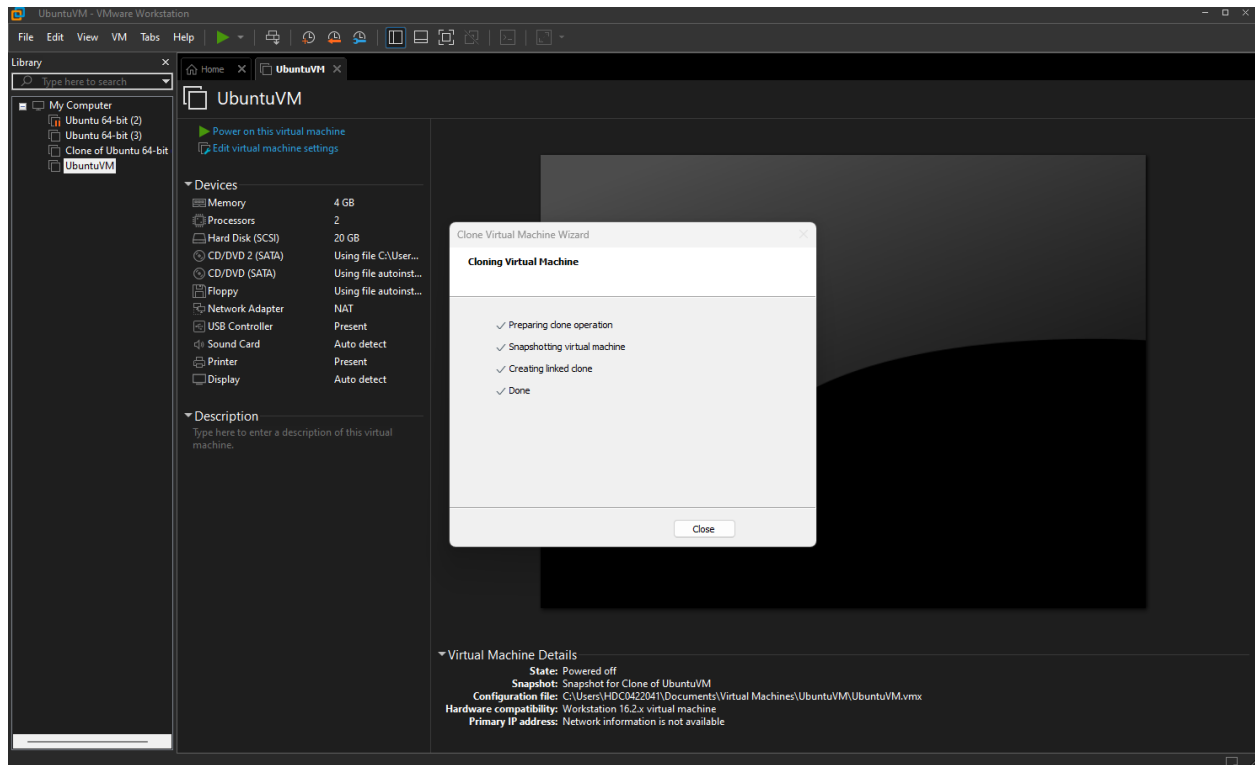 UbuntuVM - VMware Workstation
File Edit View VM Tabs Help
Library
Type here to search
My Computer
Ubuntu 64-bit (2)
Ubuntu 64-bit (3)
Clone of Ubuntu 64-bit
UbuntuVM
Home UbuntuVM
UbuntuVM
Power on this virtual machine
Edit virtual machine settings
Devices
Memory 4 GB
Processors 2
Hard Disk (SCSI) 20 GB
CD/DVD 2 (SATA) Using file C:\User...
CD/DVD (SATA) Using file autoinst...
Floppy Using file autoinst...
Network Adapter NAT
USB Controller Present
Sound Card Auto detect
Printer Present
Display Auto detect
Description
Type here to enter a description of this virtual
machine.
Clone Virtual Machine Wizard
Cloning Virtual Machine
Preparing clone operation
Snapshotting virtual machine
Creating linked clone
Done
Close
Virtual Machine Details
State: Powered off
Snapshot: Snapshot for Clone of UbuntuVM
Configuration file: C:\Users\HDC0422041\Documents\Virtual Machines\UbuntuVM\UbuntuVM.vmx
Hardware compatibility: Workstation 16.2.x virtual machine
Primary IP address: Network information is not available